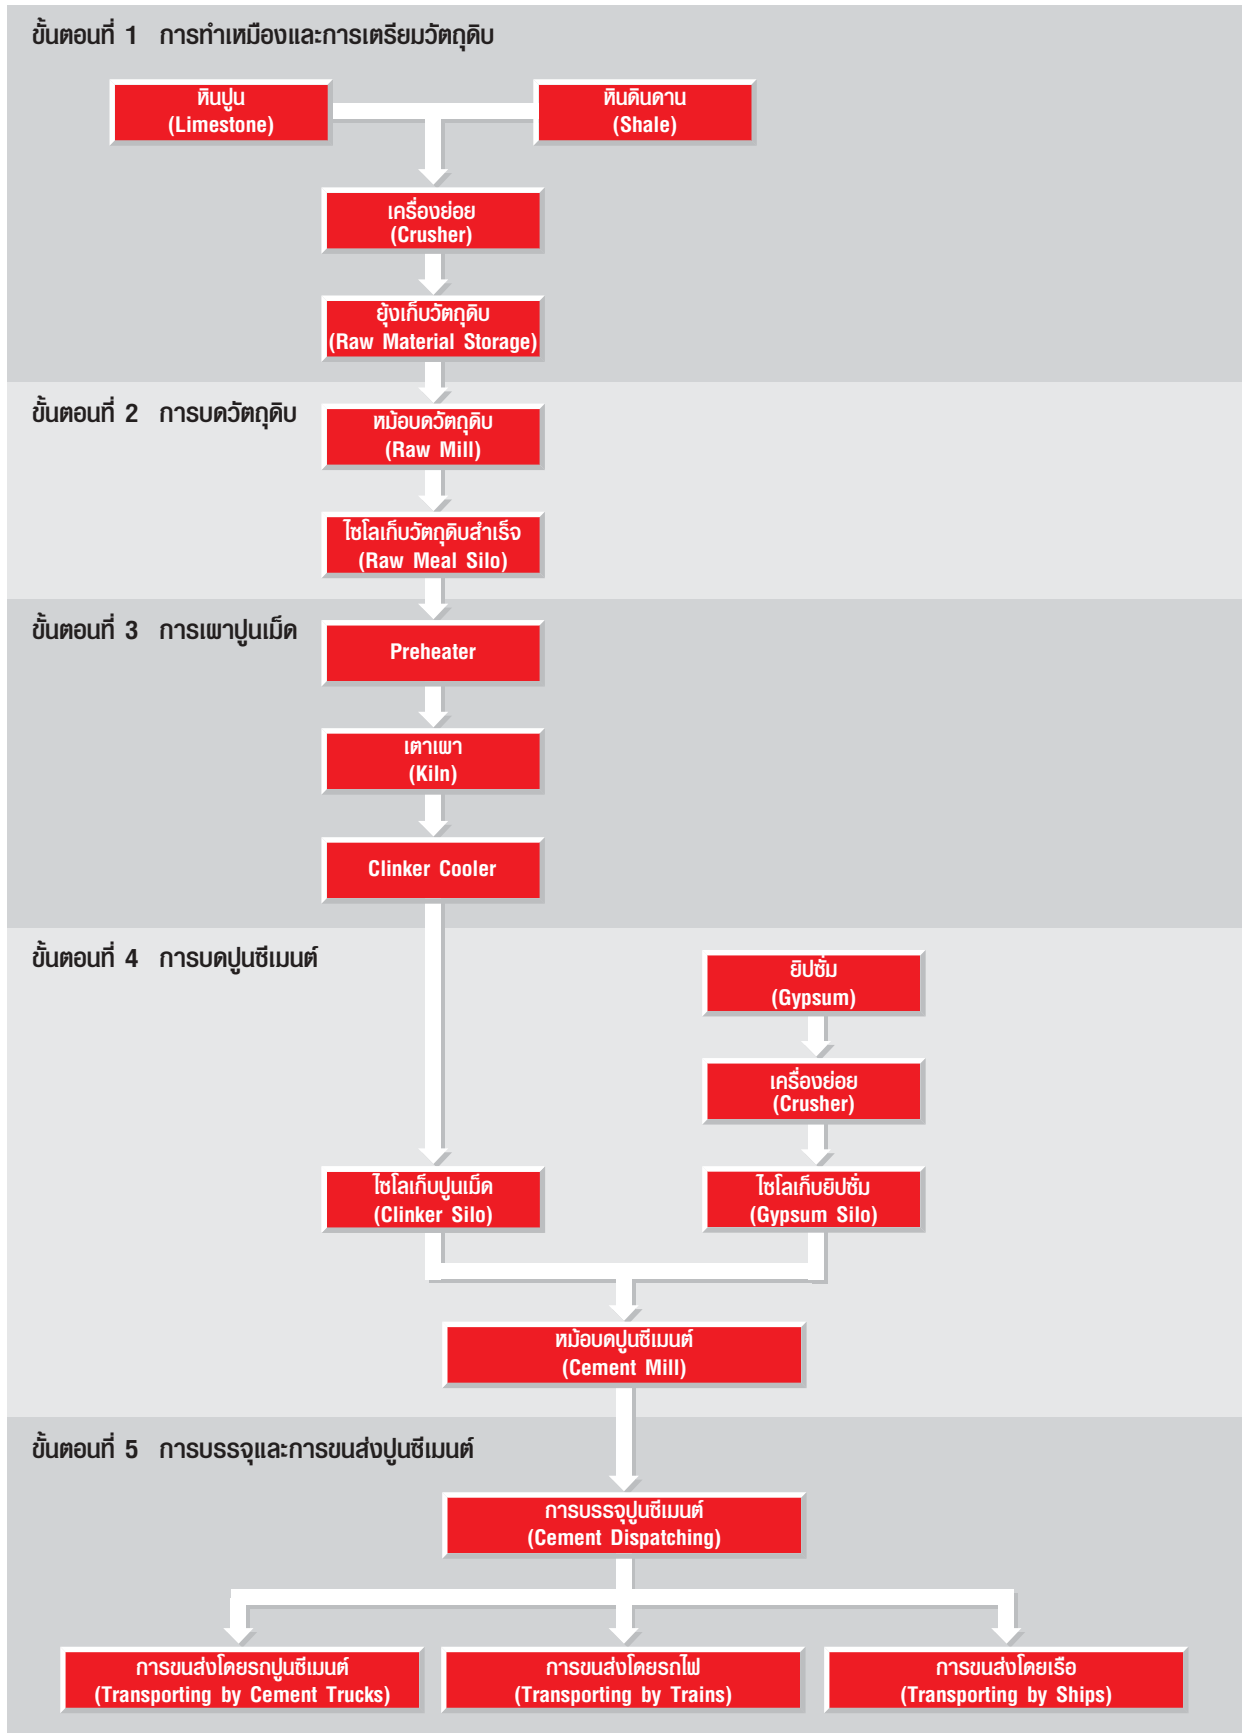 ขั้นตอนที่ 1 การทำเหมืองและการเตรียมวัตถุดิบ
หินปูน
(Limestone)
หินดินดาน
(Shale)
เครื่องย่อย
(Crusher)
ยุ้งเก็บวัตถุดิบ
(Raw Material Storage)
ขั้นตอนที่ 2 การบดวัตถุดิบ
หม้อบดวัตถุดิบ
(Raw Mill)
ไซโลเก็บวัตถุดิบสำเร็จ
(Raw Meal Silo)
ขั้นตอนที่ 3 การเผาปูนเม็ด
Preheater
เตาเผา
(Kiln)
Clinker Cooler
ขั้นตอนที่ 4 การบดปูนซีเมนต์
ยิปซั่ม
(Gypsum)
เครื่องย่อย
(Crusher)
ไซโลเก็บปูนเม็ด
(Clinker Silo)
ไซโลเก็บยิปซั่ม
(Gypsum Silo)
หม้อบดปูนซีเมนต์
(Cement Mill)
ขั้นตอนที่ 5 การบรรจุและการขนส่งปูนซีเมนต์
การบรรจุปูนซีเมนต์
(Cement Dispatching)
การขนส่งโดยรถปูนซีเมนต์
(Transporting by Cement Trucks)
การขนส่งโดยรถไฟ
(Transporting by Trains)
การขนส่งโดยเรือ
(Transporting by Ships)